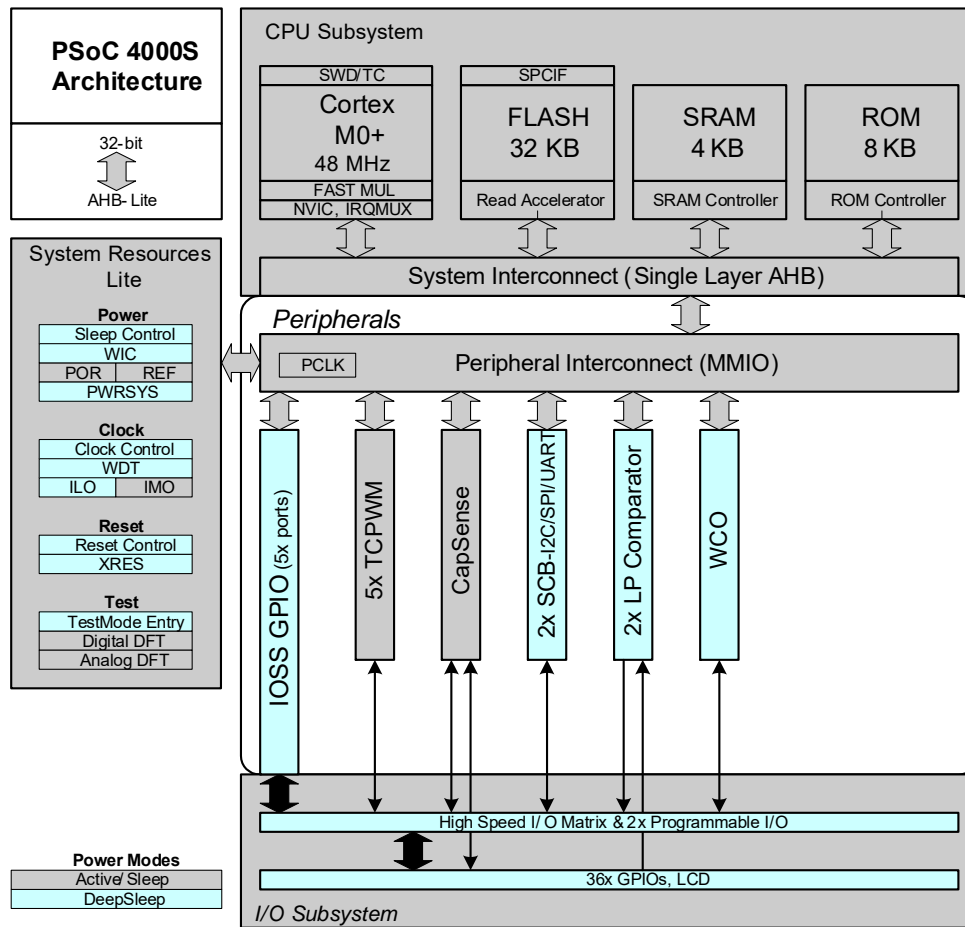 PSoC 4000S
Architecture
32-bit
AHB-Lite
CPU Subsystem
SWD/TC
Cortex
M0+
48 MHz
FAST MUL
NVIC, IRQMUX
SPCIF
FLASH
32 KB
Read Accelerator
SRAM
4 KB
SRAM Controller
ROM
8 KB
ROM Controller
System Interconnect (Single Layer AHB)
System Resources
Lite
Power
Sleep Control
WIC
POR REF
PWRSYS
Clock
Clock Control
WDT
ILO IMO
Reset
Reset Control
XRES
Test
TestMode Entry
Digital DFT
Analog DFT
Peripherals
PCLK
Peripheral Interconnect (MMIO)
IOSS GPIO (5x ports)
5x TCPWM
CapSense
2x SCB-I2C/SPI/UART
2x LP Comparator
WCO
High Speed I/O Matrix & 2x Programmable I/O
36x GPIOs, LCD
I/O Subsystem
Power Modes
Active/Sleep
DeepSleep